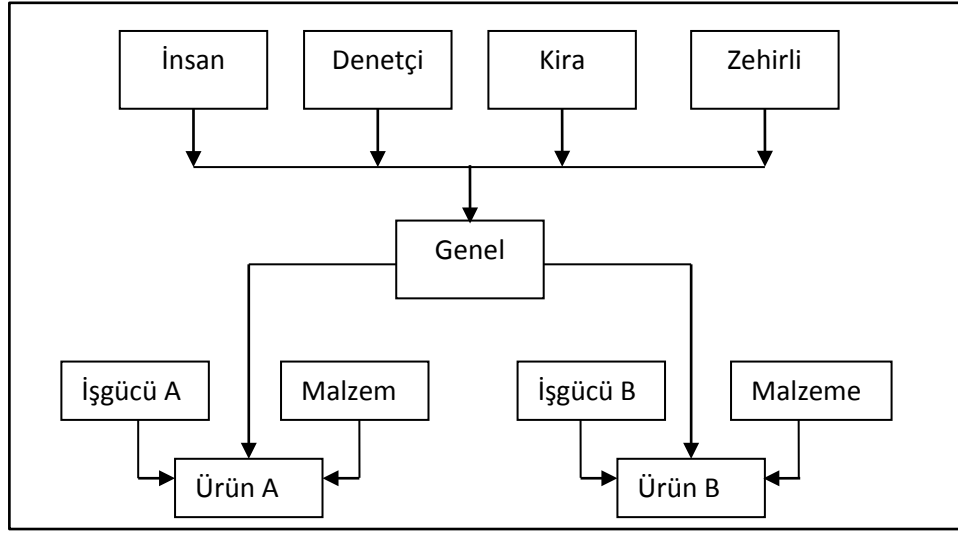 İnsan
Denetçi
Kira
Zehirli
Genel
İşgücü A
Malzem
İşgücü B
Malzeme
Ürün A
Ürün B